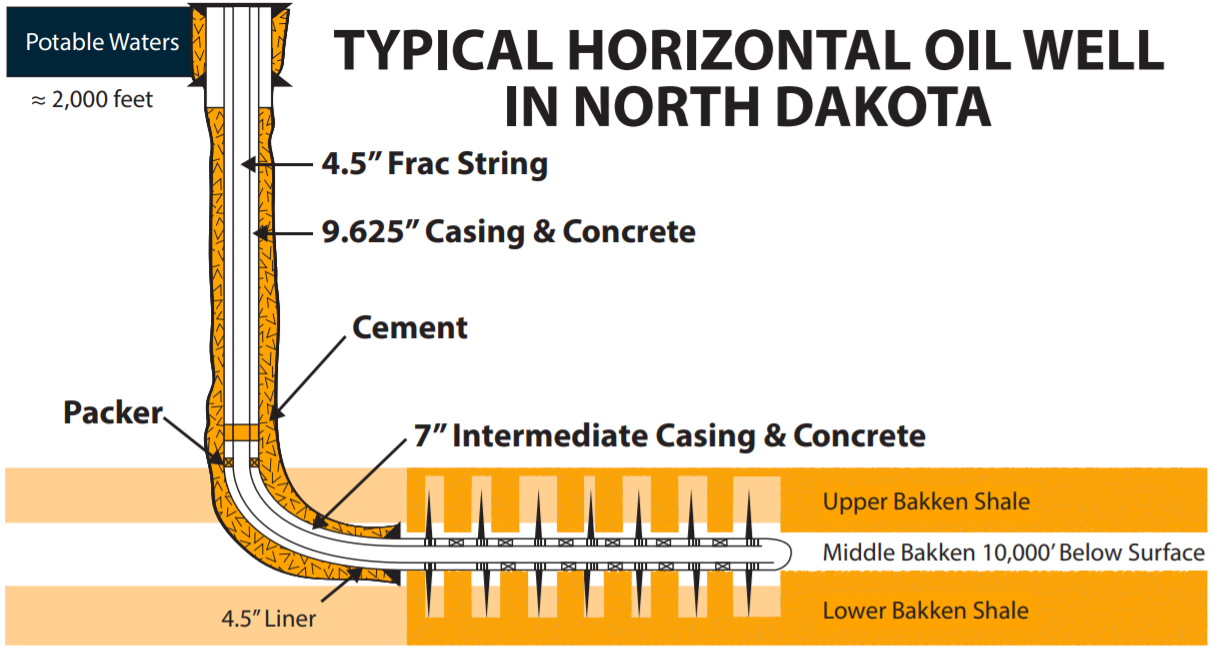 TYPICAL HORIZONTAL OIL WELL
IN NORTH DAKOTA
Potable Waters
≈ 2,000 feet
4.5” Frac String
9.625” Casing & Concrete
Cement
Packer
7” Intermediate Casing & Concrete
Upper Bakken Shale
Middle Bakken 10,000’ Below Surface
Lower Bakken Shale
4.5” Liner